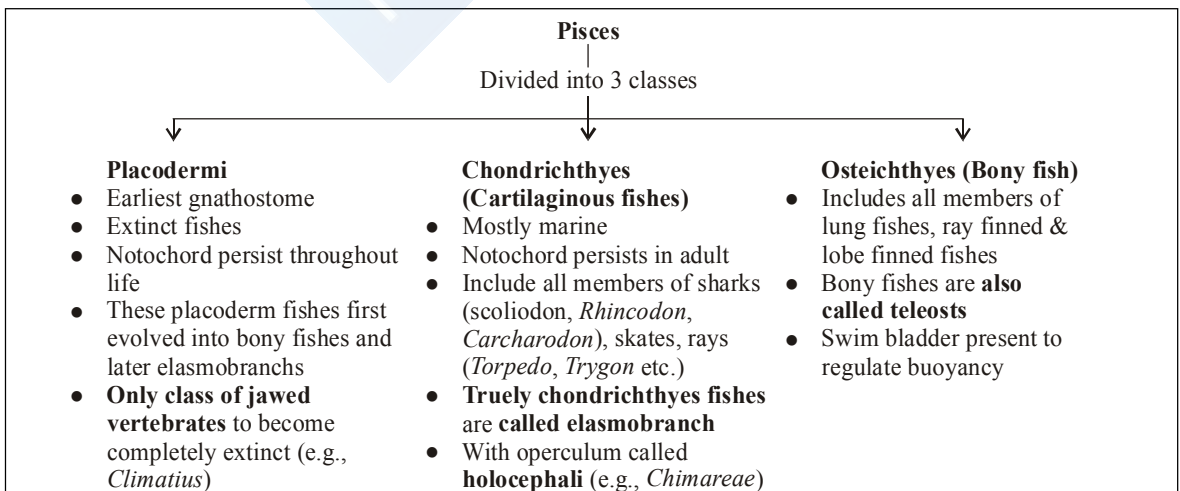 Pisces
Divided into 3 classes
Placodermi
● Earliest gnathostome
● Extinct fishes
● Notochord persist throughout
life
● These placoderm fishes first
evolved into bony fishes and
later elasmobranchs
● Only class of jawed
vertebrates to become
completely extinct (e.g.,
Climatius)
Chondrichthyes
(Cartilaginous fishes)
● Mostly marine
● Notochord persists in adult
● Include all members of sharks
(scoliodon, Rhincodon,
Carcharodon), skates, rays
(Torpedo, Trygon etc.)
● Truely chondrichthyes fishes
are called elasmobranch
● With operculum called
holocephali (e.g., Chimareae)
Osteichthyes (Bony fish)
● Includes all members of
lung fishes, ray finned &
lobe finned fishes
● Bony fishes are also
called teleosts
● Swim bladder present to
regulate buoyancy